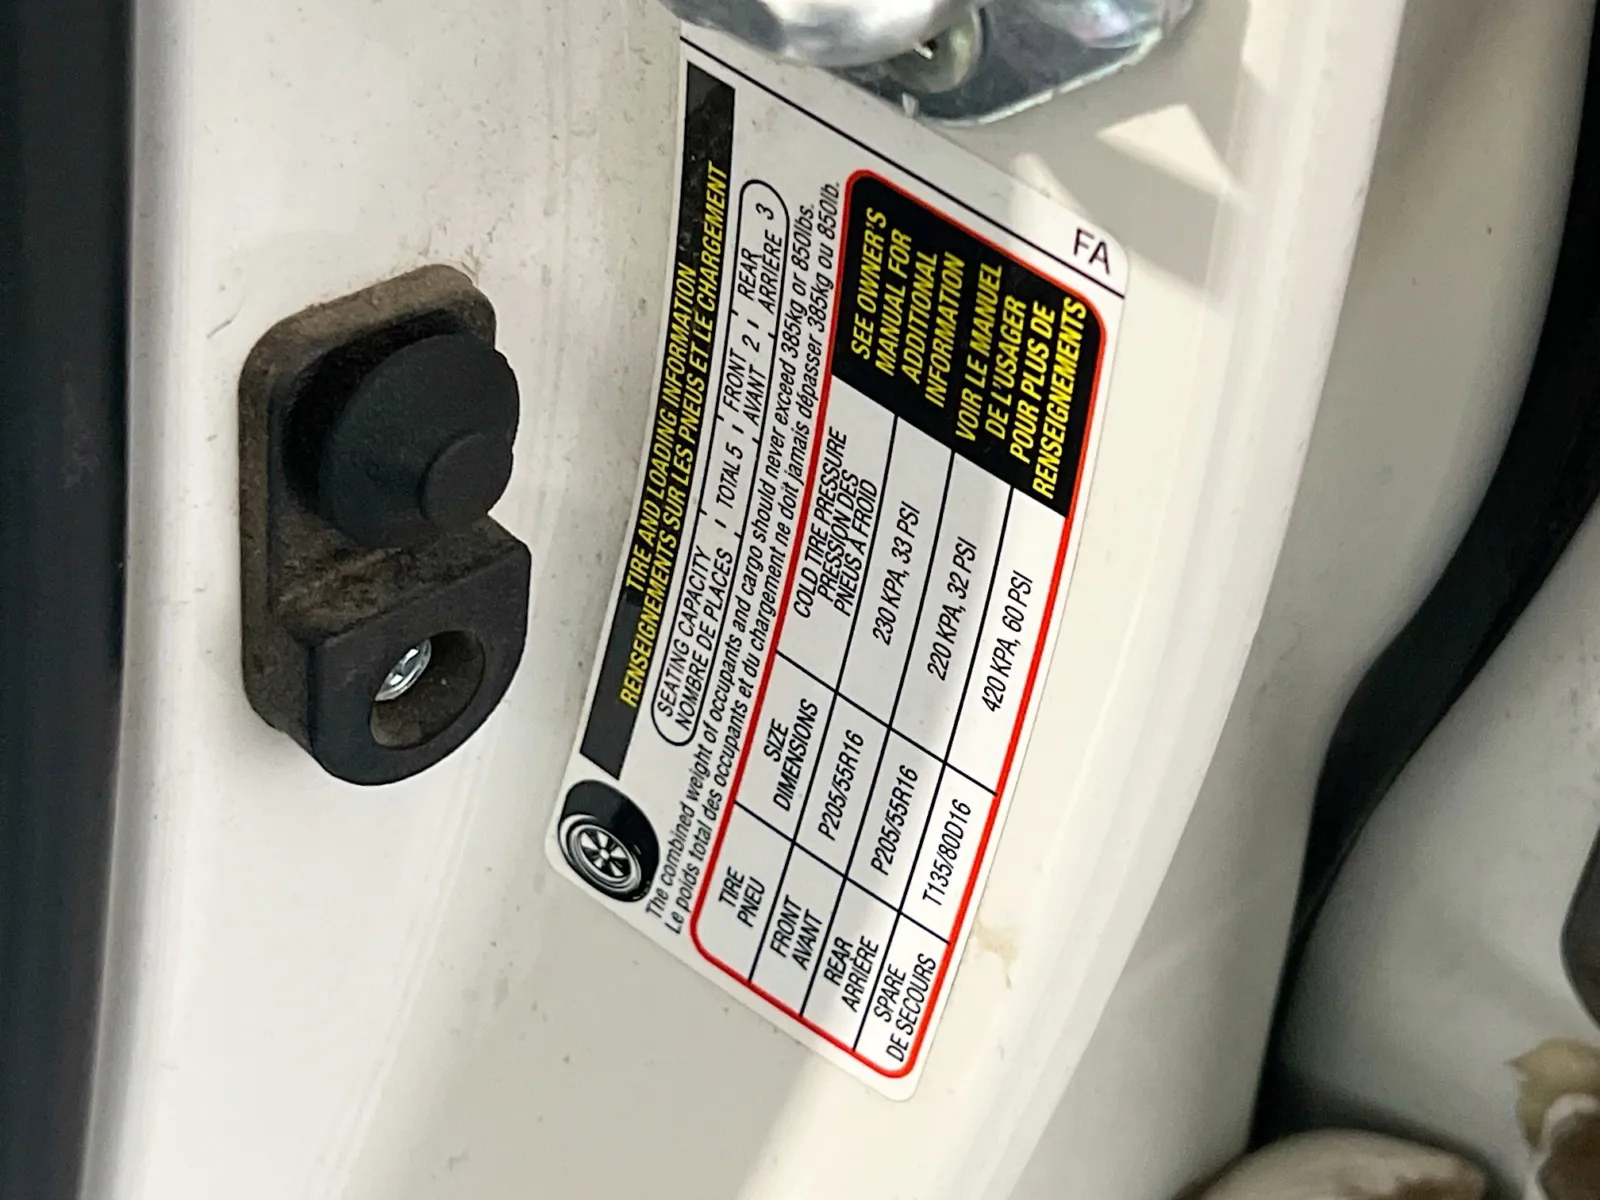 TIRE AND LOADING INFORMATION
RENSEIGNEMENTS SUR LES PNEUS ET LE CHARGEMENT
SEATING CAPACITY TOTAL 5 FRONT 2 REAR 3
NOMBRE DE PLACES AVANT ARRIÈRE
The combined weight of occupants and cargo should never exceed 385kg or 850lbs.
Le poids total des occupants et du chargement ne doit jamais dépasser 385kg ou 850lb.
TIRE SIZE COLD TIRE PRESSURE
PNEU DIMENSIONS PRESSION DES
PNEUS À FROID
FRONT P205/55R16 230 KPA, 33 PSI
AVANT
REAR P205/55R16 220 KPA, 32 PSI
ARRIÈRE
SPARE T135/80D16 420 KPA, 60 PSI
DE SECOURS
SEE OWNER'S
MANUAL FOR
ADDITIONAL
INFORMATION
VOIR LE MANUEL
DE L'USAGER
POUR PLUS DE
RENSEIGNEMENTS
FA